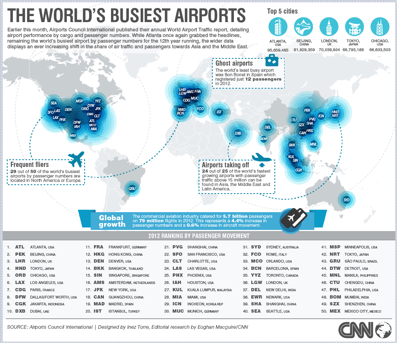 THE WORLD'S BUSIEST AIRPORTS
Earlier this month, Airports Council International published their annual World Airport Traffic report, detailing
airport performance by cargo and passenger numbers. While Atlanta once again grabbed the headlines,
remaining the world's busiest airport by passenger numbers for the 12th year running, the wider data
displays an ever increasing shift in the share of air traffic and passengers towards Asia and the Middle East.
Top 5 cities
ATLANTA,
USA
BEIJING,
CHINA
LONDON,
UK
TOKYO,
JAPAN
CHICAGO,
USA
Ghost airports
The world's least busy airport
was Son Bonet in Spain which
registered just 12 passengers
in 2012.
Frequent fliers
29 out of 50 of the world's busiest
airports by passenger numbers are
located in North America or Europe.
Airports taking off
24 out of 25 of the world's fastest
growing airports with passenger
traffic above 15 million can be
found in Asia, the Middle East and
Latin America.
Global
growth
The commercial aviation industry catered for 5.7 billion passengers
on 79 million flights in 2012. This represents a 4.4% increase in
passenger numbers and a 0.6% increase in aircraft movement.
2012 RANKING BY PASSENGER MOVEMENT
1. ATL ATLANTA, USA
2. PEK BEIJING, CHINA
3. LHR LONDON, UK
4. HND TOKYO, JAPAN
5. ORD CHICAGO, USA
6. LAX LOS ANGELES, USA
7. CDG PARIS, FRANCE
8. DFW DALLAS/FORT WORTH, USA
9. CGK JAKARTA, INDONESIA
10. DXB DUBAI, UAE
11. FRA FRANKFURT, GERMANY
12. HKG HONG KONG, CHINA
13. DEN DENVER, USA
14. BKK BANGKOK, THAILAND
15. SIN SINGAPORE, SINGAPORE
16. AMS AMSTERDAM, NETHERLANDS
17. JFK NEW YORK, USA
18. CAN GUANGZHOU, CHINA
19. MAD MADRID, SPAIN
20. IST ISTANBUL, TURKEY
21. PVG SHANGHAI, CHINA
22. SFO SAN FRANCISCO, USA
23. CLT CHARLOTTE, USA
24. LAS LAS VEGAS, USA
25. PHX PHOENIX, USA
26. IAH HOUSTON, USA
27. KUL KUALA LUMPUR, MALAYSIA
28. MIA MIAMI, USA
29. ICN INCHEON, KOREA REP.
30. MUC MUNICH, GERMANY
31. SYD SYDNEY, AUSTRALIA
32. FCO ROME, ITALY
33. MCO ORLANDO, USA
34. BCN BARCELONA, SPAIN
35. YYZ TORONTO, CANADA
36. LGW LONDON, UK
37. DEL NEW DELHI, INDIA
38. EWR NEWARK, USA
39. SHA SHANGHAI, CHINA
40. SEA SEATTLE, USA
41. MSP MINNEAPOLIS, USA
42. NRT TOKYO, JAPAN
43. GRU SAO PAULO, BRAZIL
44. DTW DETROIT, USA
45. MNL MANILA, PHILIPPINES
46. CTU CHENGDU, CHINA
47. PHL PHILADELPHIA, USA
48. BOM MUMBAI, INDIA
49. SZX SHENZHEN, CHINA
50. MEX MEXICO CITY, MEXICO
SOURCE: Airports Council International | Designed by Inez Torre, Editorial research by Eoghan Macguire/CNN
CNN